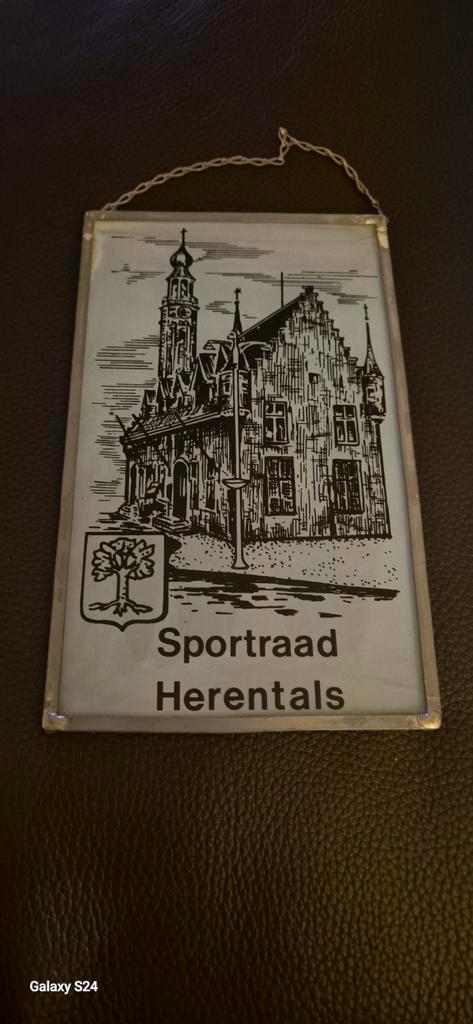 Sportraad
Herentals
Galaxy S24